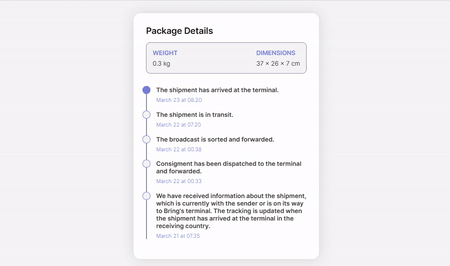 Package Details
WEIGHT DIMENSIONS
0.3 kg 37 × 26 × 7 cm
The shipment has arrived at the terminal.
March 23 at 08:20
The shipment is in transit.
March 22 at 07:20
The broadcast is sorted and forwarded.
March 22 at 00:38
Consigment has been dispatched to the terminal
and forwarded.
March 22 at 00:33
We have received information about the shipment,
which is currently with the sender or is on its way
to Bring's terminal. The tracking is updated when
the shipment has arrived at the terminal in the
receiving country.
March 21 at 07:35